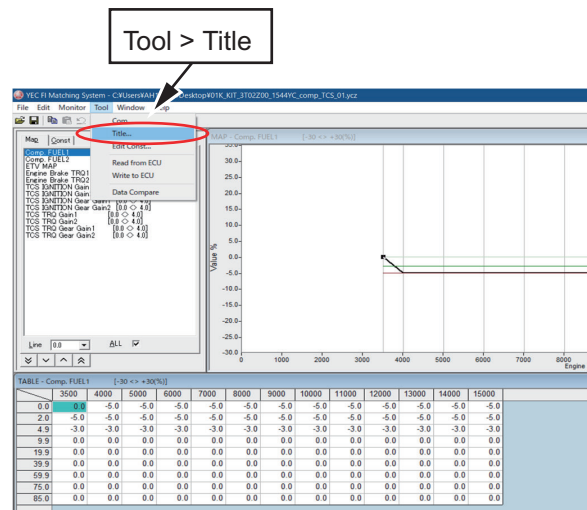 Tool > Title
YEC FI Matching System - C:¥Users¥AH1 Desktop¥01K_KIT_3T02Z00_1544YC_comp_TCS_01.ycz
File Edit Monitor Tool Window
Com
Title...
Edit Const...
Read from ECU
Write to ECU
Data Compare
Map Const
Comp. FUEL1
Comp. FUEL2
ETV MAP
Engine Brake TRQ1
Engine Brake TRQ2
TCS IGNITION Gain
TCS IGNITION Gain
TCS IGNITION Gear
TCS IGNITION Gear Gain2 [0.0 <> 4.0]
TCS TRQ Gain1 [0.0 <> 4.0]
TCS TRQ Gain2 [0.0 <> 4.0]
TCS TRQ Gear Gain1 [0.0 <> 4.0]
TCS TRQ Gear Gain2 [0.0 <> 4.0]
Line 0.0 ALL
MAP - Comp. FUEL1 [-30 <> +30(%)]
Value %
30.0
25.0-
20.0-
15.0-
10.0-
5.0-
0.0-
-5.0-
-10.0-
-15.0-
-20.0-
-25.0-
-30.0
0 1000 2000 3000 4000 5000 6000 7000 8000
Engine
TABLE - Comp. FUEL1 [-30 <> +30(%)]
3500 4000 5000 6000 7000 8000 9000 10000 11000 12000 13000 14000 15000
0.0 0.0 -5.0 -5.0 -5.0 -5.0 -5.0 -5.0 -5.0 -5.0 -5.0 -5.0 -5.0 -5.0
2.0 -5.0 -5.0 -5.0 -5.0 -5.0 -5.0 -5.0 -5.0 -5.0 -5.0 -5.0 -5.0 -5.0
4.9 -3.0 -3.0 -3.0 -3.0 -3.0 -3.0 -3.0 -3.0 -3.0 -3.0 -3.0 -3.0 -3.0
9.9 0.0 0.0 0.0 0.0 0.0 0.0 0.0 0.0 0.0 0.0 0.0 0.0 0.0
19.9 0.0 0.0 0.0 0.0 0.0 0.0 0.0 0.0 0.0 0.0 0.0 0.0 0.0
39.9 0.0 0.0 0.0 0.0 0.0 0.0 0.0 0.0 0.0 0.0 0.0 0.0 0.0
59.9 0.0 0.0 0.0 0.0 0.0 0.0 0.0 0.0 0.0 0.0 0.0 0.0 0.0
75.0 0.0 0.0 0.0 0.0 0.0 0.0 0.0 0.0 0.0 0.0 0.0 0.0 0.0
85.0 0.0 0.0 0.0 0.0 0.0 0.0 0.0 0.0 0.0 0.0 0.0 0.0 0.0